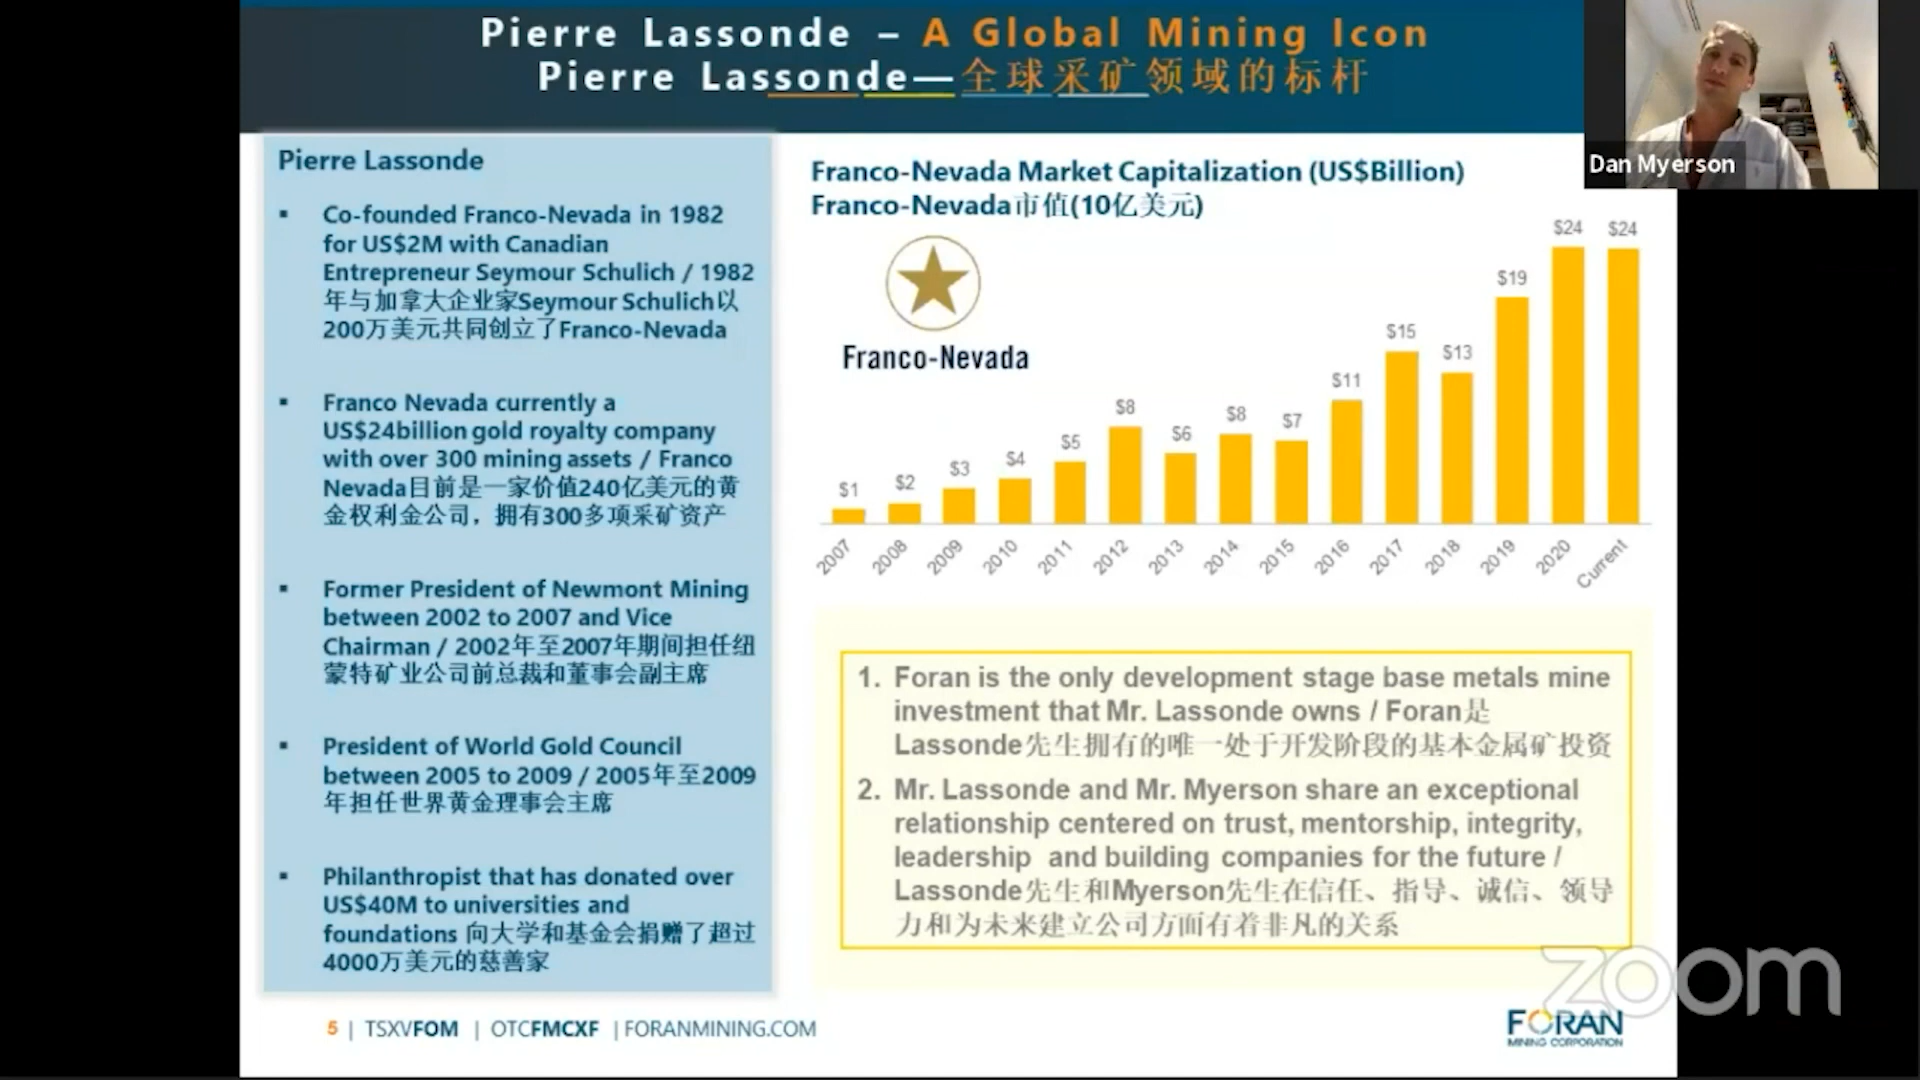 Pierre Lassonde – A Global Mining Icon
Pierre Lassonde—全球采矿领域的标杆
Dan Myerson
Pierre Lassonde
▪ Co-founded Franco-Nevada in 1982
for US$2M with Canadian
Entrepreneur Seymour Schulich / 1982
年与加拿大企业家Seymour Schulich以
200万美元共同创立了Franco-Nevada
▪ Franco Nevada currently a
US$24billion gold royalty company
with over 300 mining assets / Franco
Nevada目前是一家价值240亿美元的黄
金权利金公司，拥有300多项采矿资产
▪ Former President of Newmont Mining
between 2002 to 2007 and Vice
Chairman / 2002年至2007年期间担任纽
蒙特矿业公司前总裁和董事会副主席
▪ President of World Gold Council
between 2005 to 2009 / 2005年至2009
年担任世界黄金理事会主席
▪ Philanthropist that has donated over
US$40M to universities and
foundations 向大学和基金会捐赠了超过
4000万美元的慈善家
Franco-Nevada Market Capitalization (US$Billion)
Franco-Nevada市值(10亿美元)
Franco-Nevada
$1 $2 $3 $4 $5 $8 $6 $8 $7 $11 $15 $13 $19 $24 $24
2007 2008 2009 2010 2011 2012 2013 2014 2015 2016 2017 2018 2019 2020 Current
1. Foran is the only development stage base metals mine
investment that Mr. Lassonde owns / Foran是
Lassonde先生拥有的唯一处于开发阶段的基本金属矿投资
2. Mr. Lassonde and Mr. Myerson share an exceptional
relationship centered on trust, mentorship, integrity,
leadership and building companies for the future /
Lassonde先生和Myerson先生在信任、指导、诚信、领导
力和为未来建立公司方面有着非凡的关系
5 | TSXVFOM | OTCFMCXF | FORANMINING.COM
FORAN
MINING CORPORATION
zoom